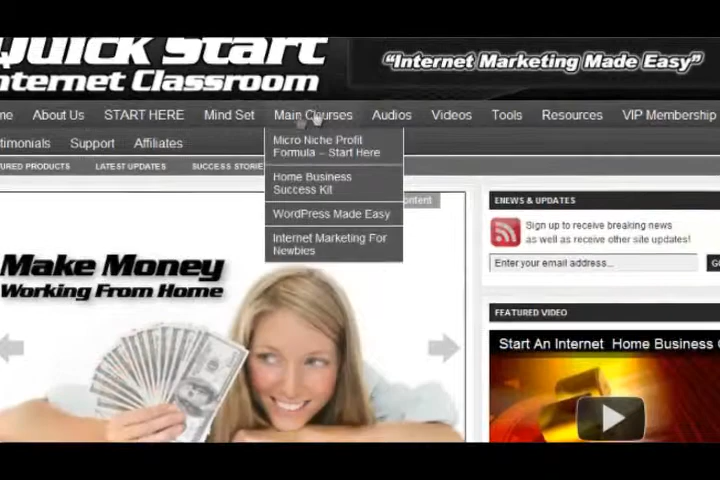 Quick Start
Internet Classroom
"Internet Marketing Made Easy"
About Us START HERE Mind Set Main Courses Audios Videos Tools Resources VIP Membership
Support Affiliates
LATEST UPDATES
Micro Niche Profit
Formula – Start Here
Home Business
Success Kit
WordPress Made Easy
Internet Marketing For
Newbies
Make Money
Working From Home
ENEWS & UPDATES
Sign up to receive breaking news
as well as receive other site updates!
Enter your email address...
FEATURED VIDEO
Start An Internet Home Business